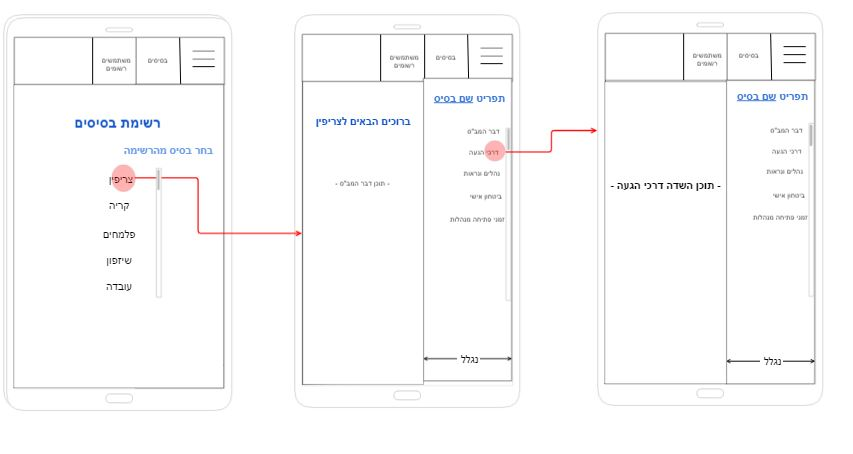 בסיסים
משתמשים
רשומים
רשימת בסיסים
בחר בסיס מהרשימה
צריפין
קריה
פלמחים
שיזפון
עובדה
בסיסים
משתמשים
רשומים
תפריט שם בסיס
ברוכים הבאים לצריפין
דבר המב"ס
דרכי הגעה
נהלים ונראות
ביטחון אישי
זמני פתיחה מנהלות
- תוכן דבר המב"ס -
נגלל
בסיסים
משתמשים
רשומים
תפריט שם בסיס
דבר המב"ס
דרכי הגעה
נהלים ונראות
ביטחון אישי
זמני פתיחה מנהלות
- תוכן השדה דרכי הגעה -
נגלל